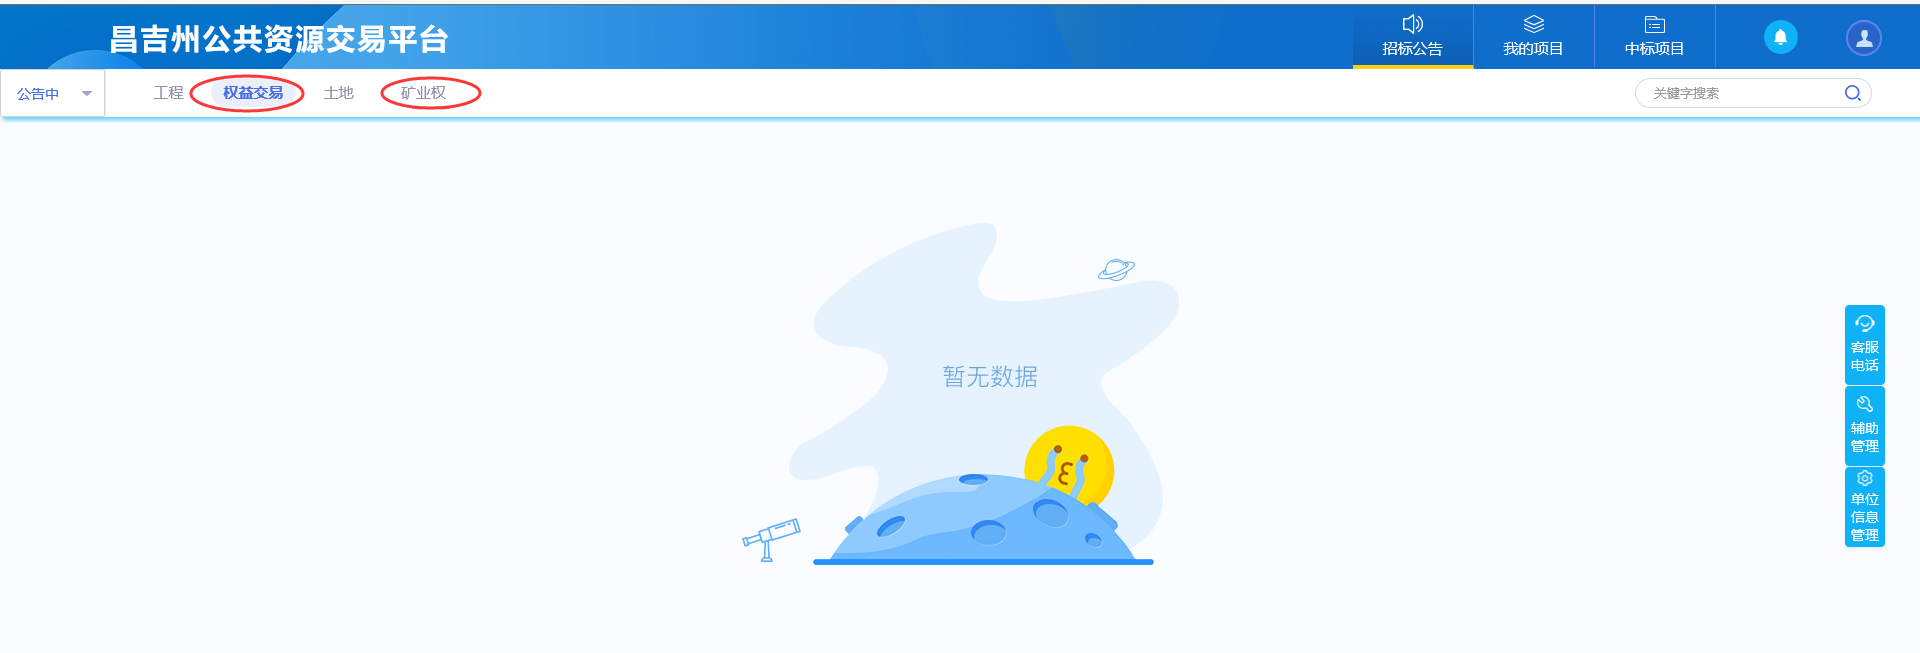 昌吉州公共资源交易平台
招标公告
我的项目
中标项目
公告中
工程
权益交易
土地
矿业权
关键字搜索
暂无数据
客服
电话
辅助
管理
单位
信息
管理